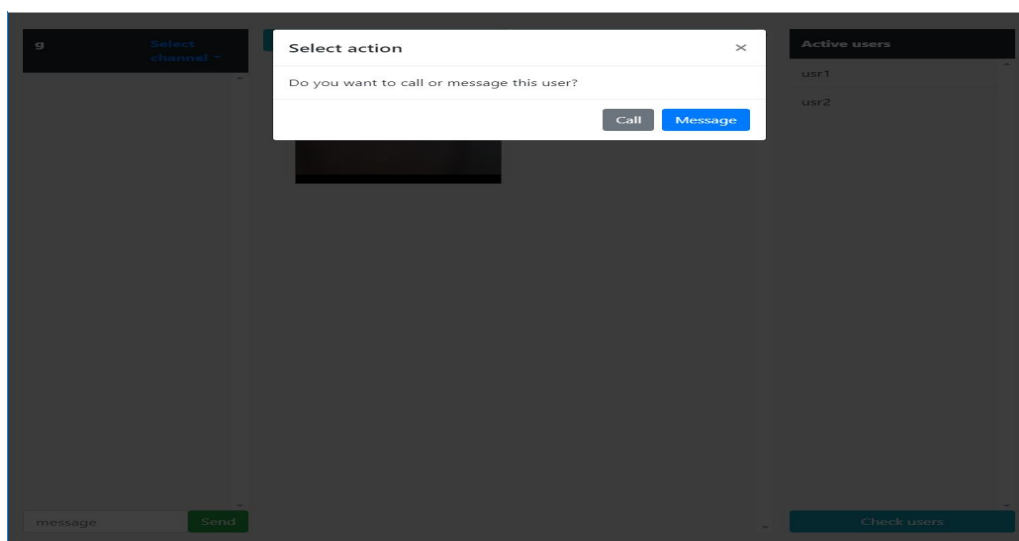 g
Select
channel
Select action ×
Do you want to call or message this user?
Call Message
Active users
usr1
usr2
message Send
Check users